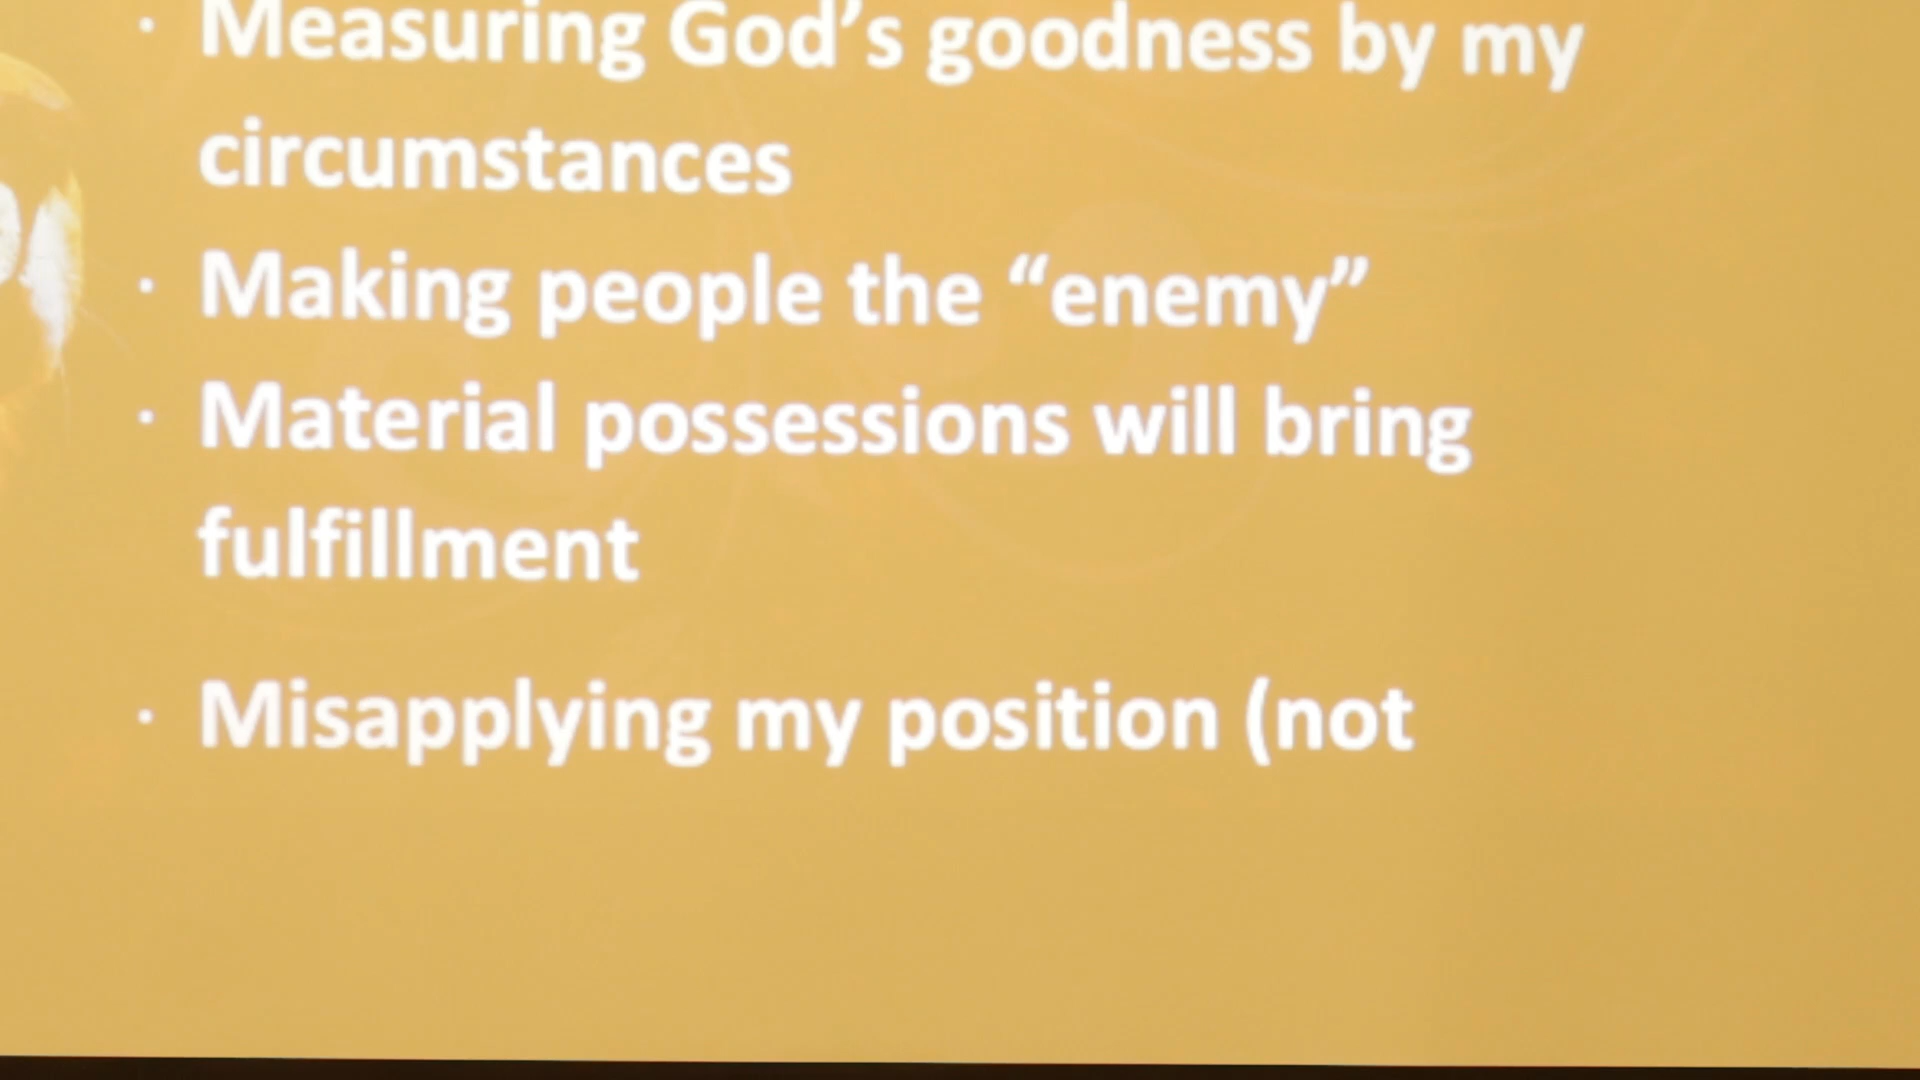 · Measuring God’s goodness by my
circumstances
· Making people the “enemy”
· Material possessions will bring
fulfillment
· Misapplying my position (not